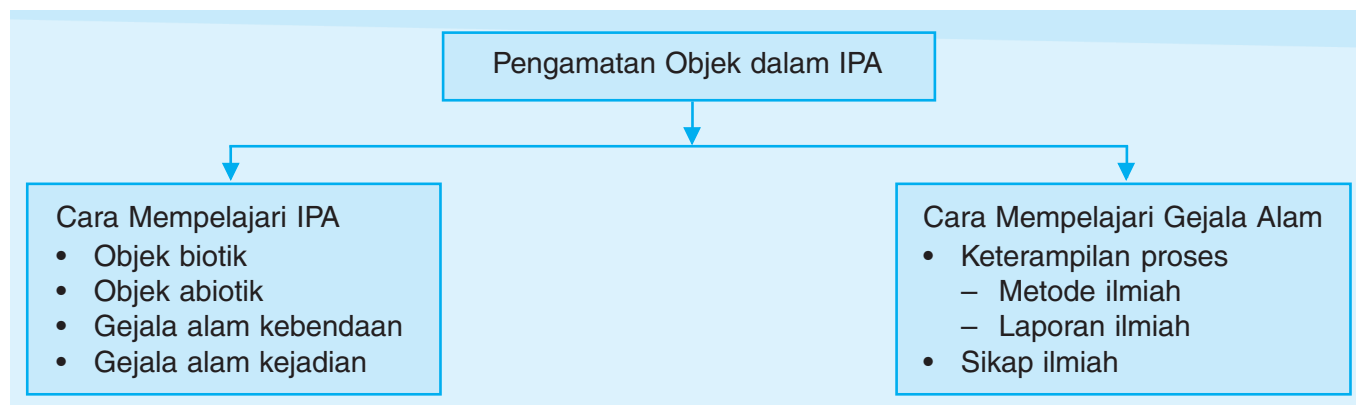 Pengamatan Objek dalam IPA
Cara Mempelajari IPA
• Objek biotik
• Objek abiotik
• Gejala alam kebendaan
• Gejala alam kejadian
Cara Mempelajari Gejala Alam
• Keterampilan proses
– Metode ilmiah
– Laporan ilmiah
• Sikap ilmiah